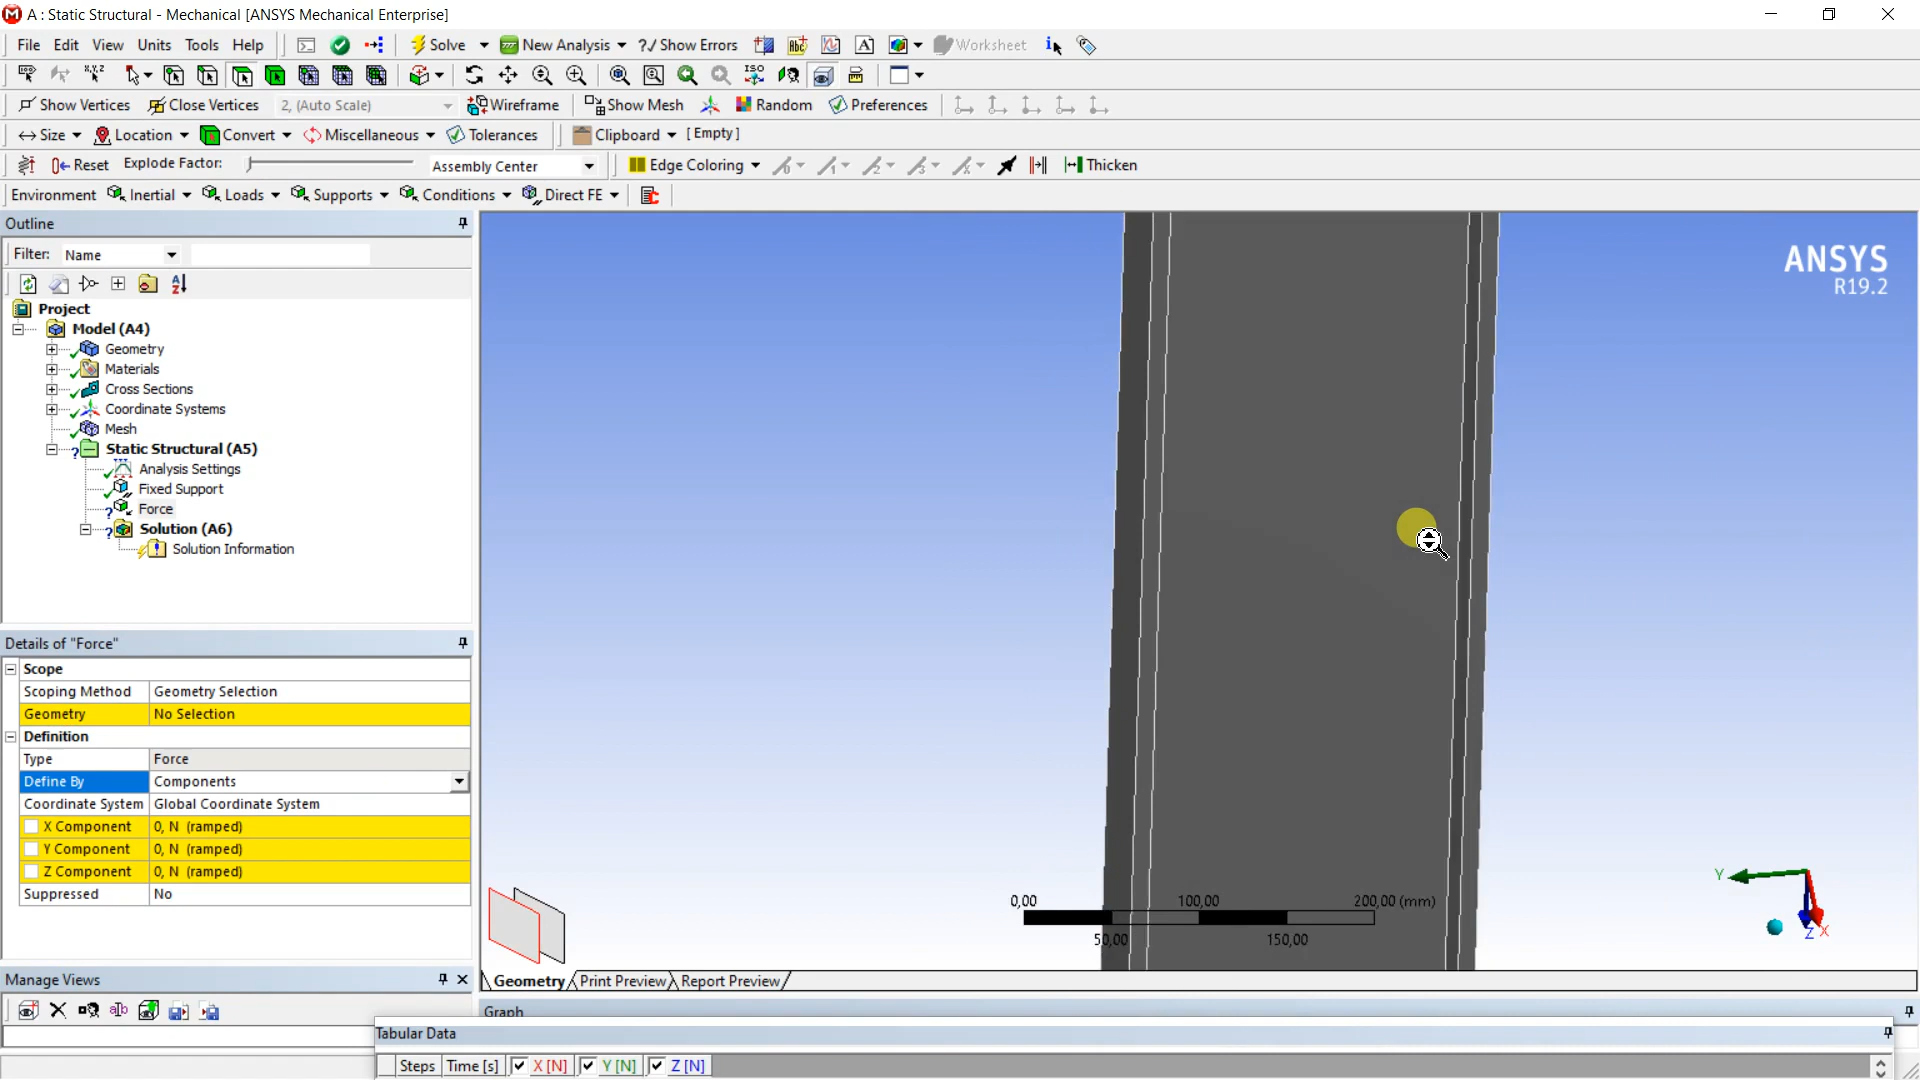 A : Static Structural - Mechanical [ANSYS Mechanical Enterprise]
File Edit View Units Tools Help Solve New Analysis ?/ Show Errors Worksheet
Show Vertices Close Vertices 2, (Auto Scale) Wireframe Show Mesh Random Preferences
Size Location Convert Miscellaneous Tolerances Clipboard [ Empty ]
Reset Explode Factor: Assembly Center Edge Coloring Thicken
Environment Inertial Loads Supports Conditions Direct FE
Outline
Filter: Name
Project
Model (A4)
Geometry
Materials
Cross Sections
Coordinate Systems
Mesh
Static Structural (A5)
Analysis Settings
Fixed Support
Force
Solution (A6)
Solution Information
Details of "Force"
Scope
Scoping Method Geometry Selection
Geometry No Selection
Definition
Type Force
Define By Components
Coordinate System Global Coordinate System
X Component 0, N (ramped)
Y Component 0, N (ramped)
Z Component 0, N (ramped)
Suppressed No
Manage Views
ANSYS
R19.2
0,00 100,00 200,00 (mm)
50,00 150,00
Y
Z X
Geometry Print Preview Report Preview
Graph
Tabular Data
Steps Time [s] X [N] Y [N] Z [N]